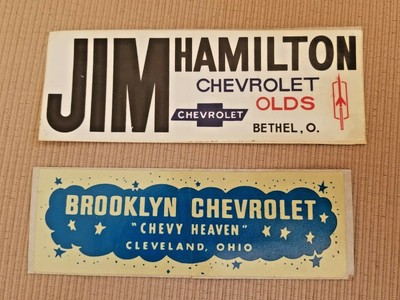 JIM HAMILTON
CHEVROLET
OLDS
CHEVROLET
BETHEL, O.
BROOKLYN CHEVROLET
"CHEVY HEAVEN"
CLEVELAND, OHIO